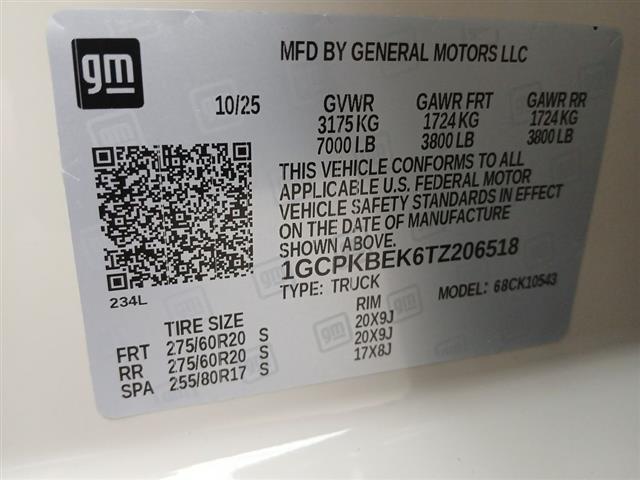 gm
MFD BY GENERAL MOTORS LLC
10/25 GVWR GAWR FRT GAWR RR
3175 KG 1724 KG 1724 KG
7000 LB 3800 LB 3800 LB
THIS VEHICLE CONFORMS TO ALL
APPLICABLE U.S. FEDERAL MOTOR
VEHICLE SAFETY STANDARDS IN EFFECT
ON THE DATE OF MANUFACTURE
SHOWN ABOVE.
1GCPKBEK6TZ206518
234L
TYPE: TRUCK MODEL: 68CK10543
TIRE SIZE RIM
FRT 275/60R20 S 20X9J
RR 275/60R20 S 20X9J
SPA 255/80R17 S 17X8J